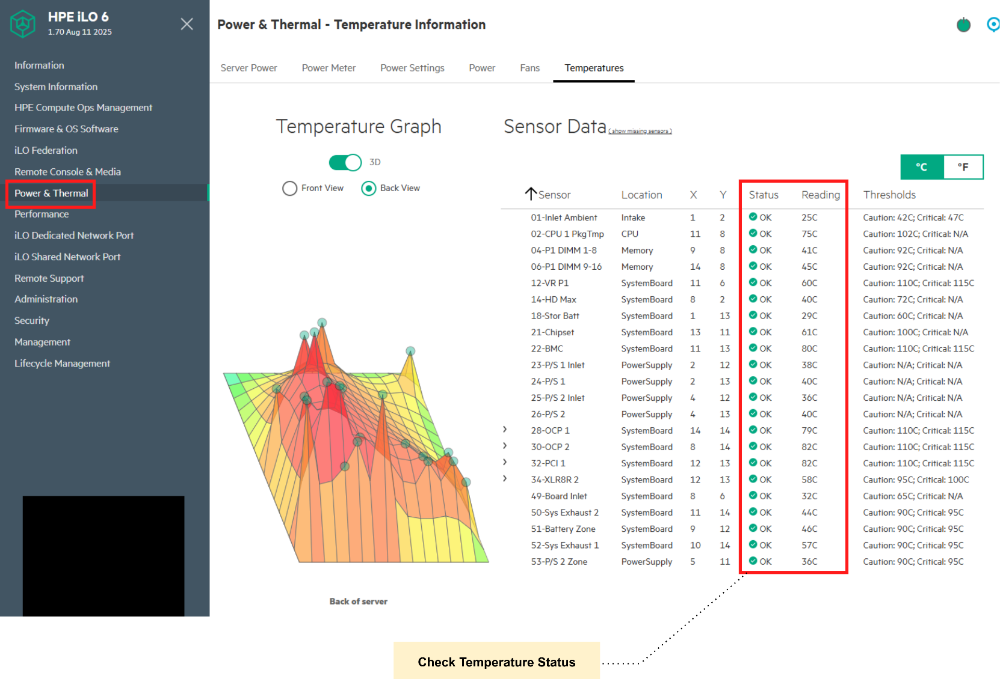 HPE iLO 6
1.70 Aug 11 2025
Information
System Information
HPE Compute Ops Management
Firmware & OS Software
iLO Federation
Remote Console & Media
Power & Thermal
Performance
iLO Dedicated Network Port
iLO Shared Network Port
Remote Support
Administration
Security
Management
Lifecycle Management
Power & Thermal - Temperature Information
Server Power Power Meter Power Settings Power Fans Temperatures
Temperature Graph
3D
Front View Back View
Back of server
Sensor Data ( show missing sensors )
°C °F
Sensor Location X Y Status Reading Thresholds
01-Inlet Ambient Intake 1 2 OK 25C Caution: 42C; Critical: 47C
02-CPU 1 PkgTmp CPU 11 8 OK 75C Caution: 102C; Critical: N/A
04-P1 DIMM 1-8 Memory 9 8 OK 41C Caution: 92C; Critical: N/A
06-P1 DIMM 9-16 Memory 14 8 OK 45C Caution: 92C; Critical: N/A
12-VR P1 SystemBoard 11 6 OK 60C Caution: 110C; Critical: 115C
14-HD Max SystemBoard 8 2 OK 40C Caution: 72C; Critical: N/A
18-Stor Batt SystemBoard 1 13 OK 29C Caution: 60C; Critical: N/A
21-Chipset SystemBoard 13 11 OK 61C Caution: 100C; Critical: N/A
22-BMC SystemBoard 11 13 OK 80C Caution: 110C; Critical: 115C
23-P/S 1 Inlet PowerSupply 2 12 OK 38C Caution: N/A; Critical: N/A
24-P/S 1 PowerSupply 2 13 OK 40C Caution: N/A; Critical: N/A
25-P/S 2 Inlet PowerSupply 4 12 OK 36C Caution: N/A; Critical: N/A
26-P/S 2 PowerSupply 4 13 OK 40C Caution: N/A; Critical: N/A
28-OCP 1 SystemBoard 14 14 OK 79C Caution: 110C; Critical: 115C
30-OCP 2 SystemBoard 8 14 OK 82C Caution: 110C; Critical: 115C
32-PCI 1 SystemBoard 12 13 OK 82C Caution: 110C; Critical: 115C
34-XLR8R 2 SystemBoard 12 13 OK 58C Caution: 95C; Critical: 100C
49-Board Inlet SystemBoard 8 6 OK 32C Caution: 65C; Critical: N/A
50-Sys Exhaust 2 SystemBoard 11 14 OK 44C Caution: 90C; Critical: 95C
51-Battery Zone SystemBoard 9 12 OK 46C Caution: 90C; Critical: 95C
52-Sys Exhaust 1 SystemBoard 10 14 OK 57C Caution: 90C; Critical: 95C
53-P/S 2 Zone PowerSupply 5 11 OK 36C Caution: 90C; Critical: 95C
Check Temperature Status